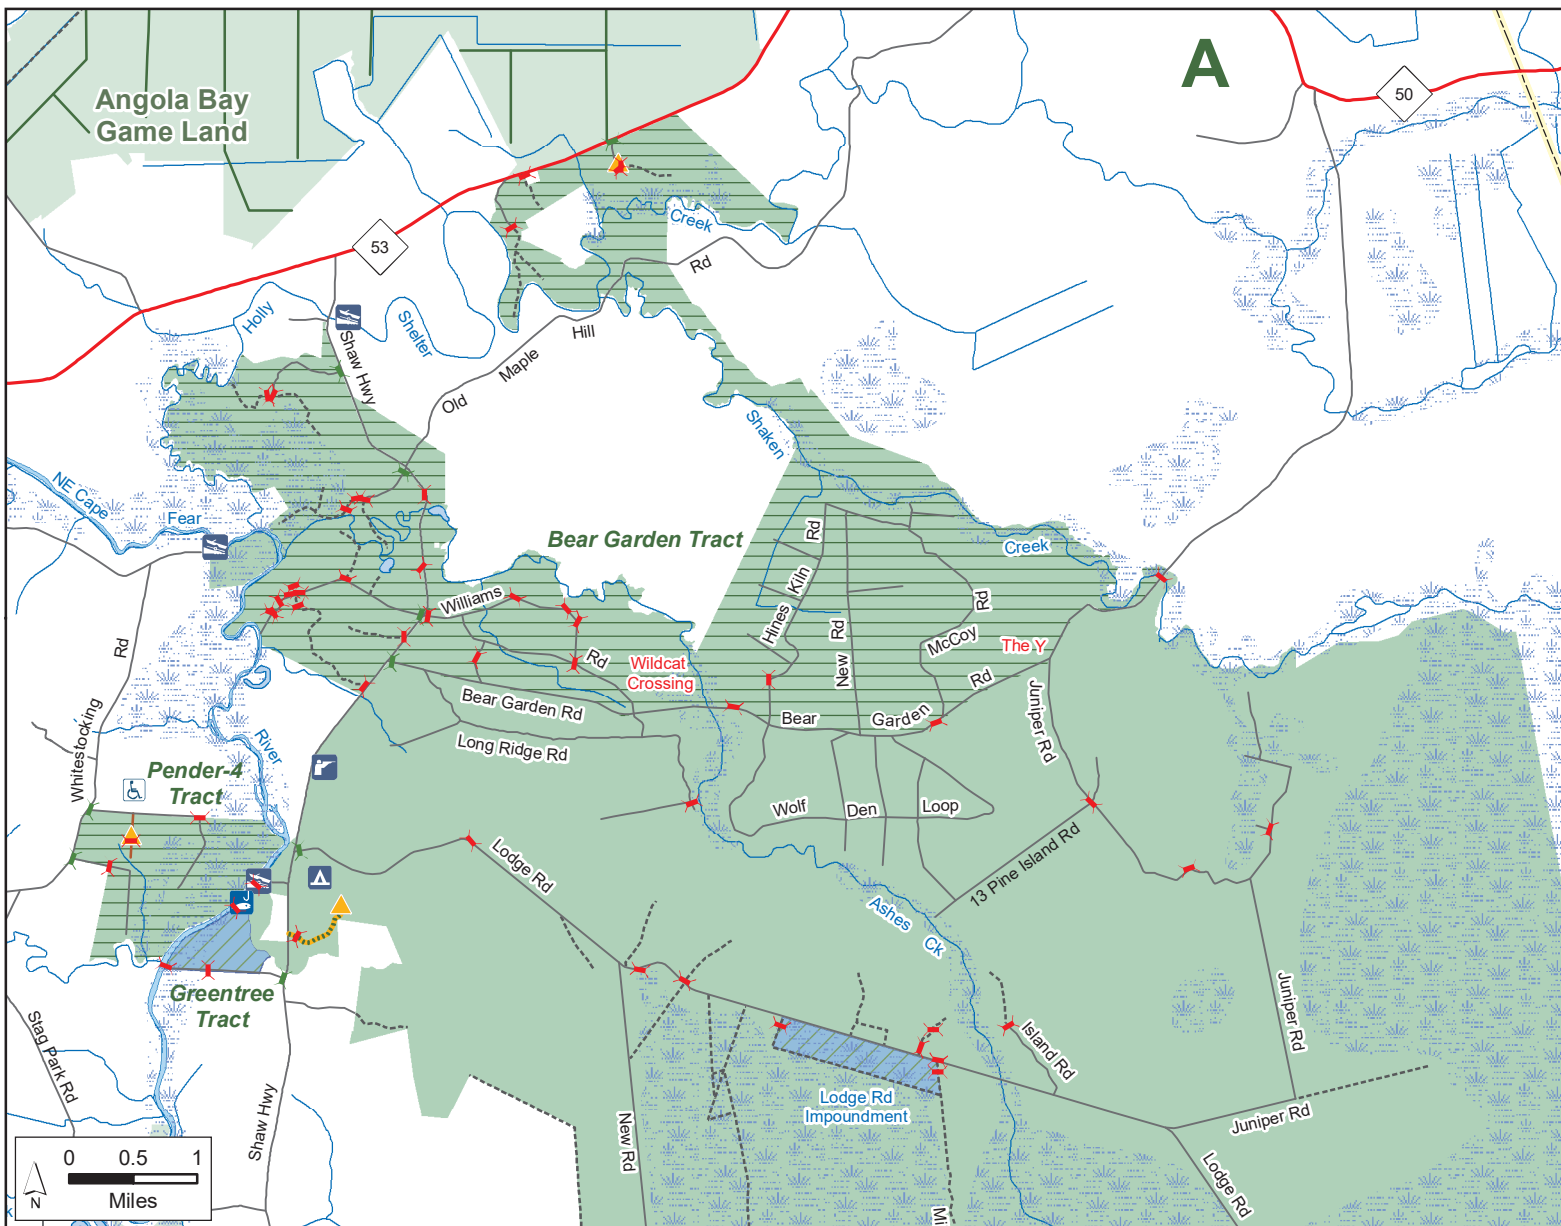 A
50
Angola Bay
Game Land
53
Creek
Rd
Holly
Shelter
Hill
Maple
Old
Shaw Hwy
Shaken
NE Cape
Fear
Bear Garden Tract
Creek
Rd
Kiln
Hines
Williams
Rd
New
Rd
McCoy
Rd
The Y
Wildcat
Crossing
Rd
Bear Garden Rd
Bear
Garden
Rd
Juniper Rd
Long Ridge Rd
Whitestocking
Rd
River
Pender-4
Tract
Wolf
Den
Loop
13 Pine Island Rd
Lodge Rd
Ashes
Ck
Greentree
Tract
Stag Park Rd
Island Rd
Juniper Rd
Lodge Rd
Impoundment
Juniper Rd
New Rd
Shaw Hwy
Lodge Rd
Mi
0 0.5 1
Miles
N